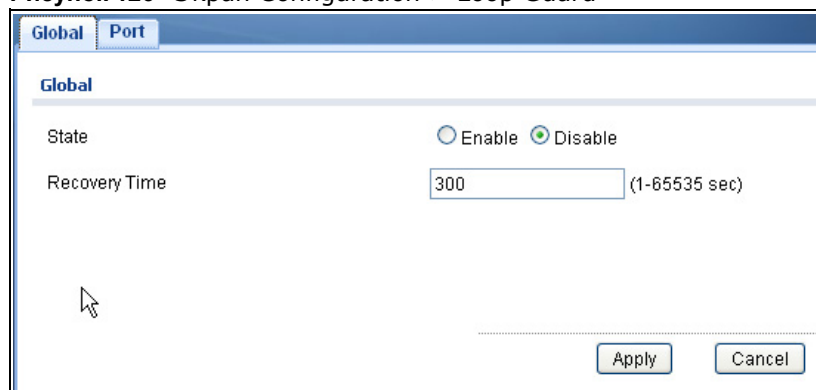 Global Port
Global
State Enable Disable
Recovery Time 300 (1-65535 sec)
Apply Cancel